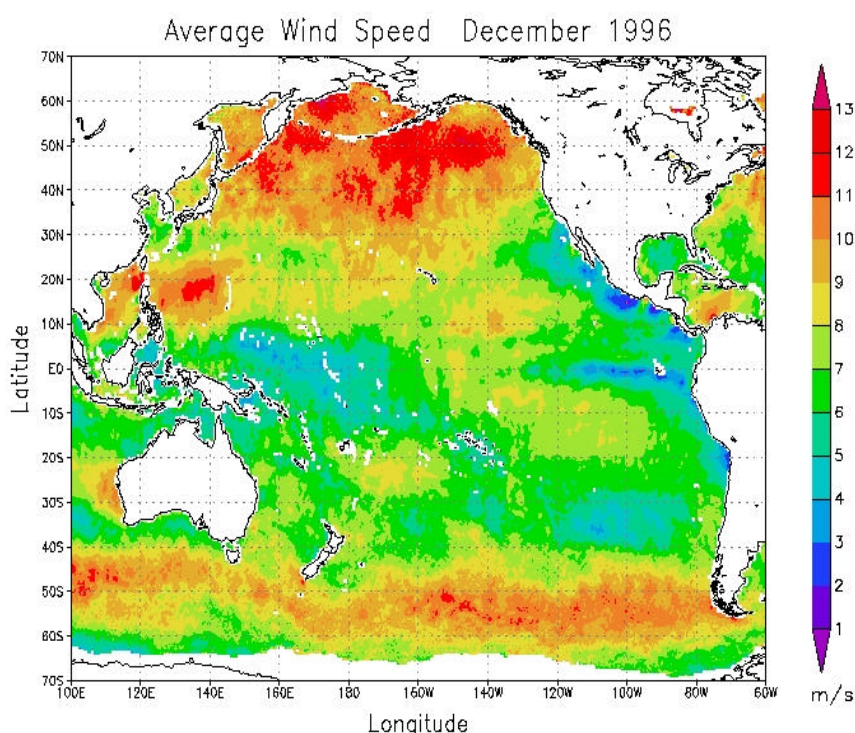 Average Wind Speed  December 1996
70N
60N
50N
40N
30N
20N
10N
EQ
10S
20S
30S
40S
50S
60S
70S
Latitude
100E 120E 140E 160E 180 160W 140W 120W 100W 80W 60W
Longitude
13
12
11
10
9
8
7
6
5
4
3
2
1
m/s